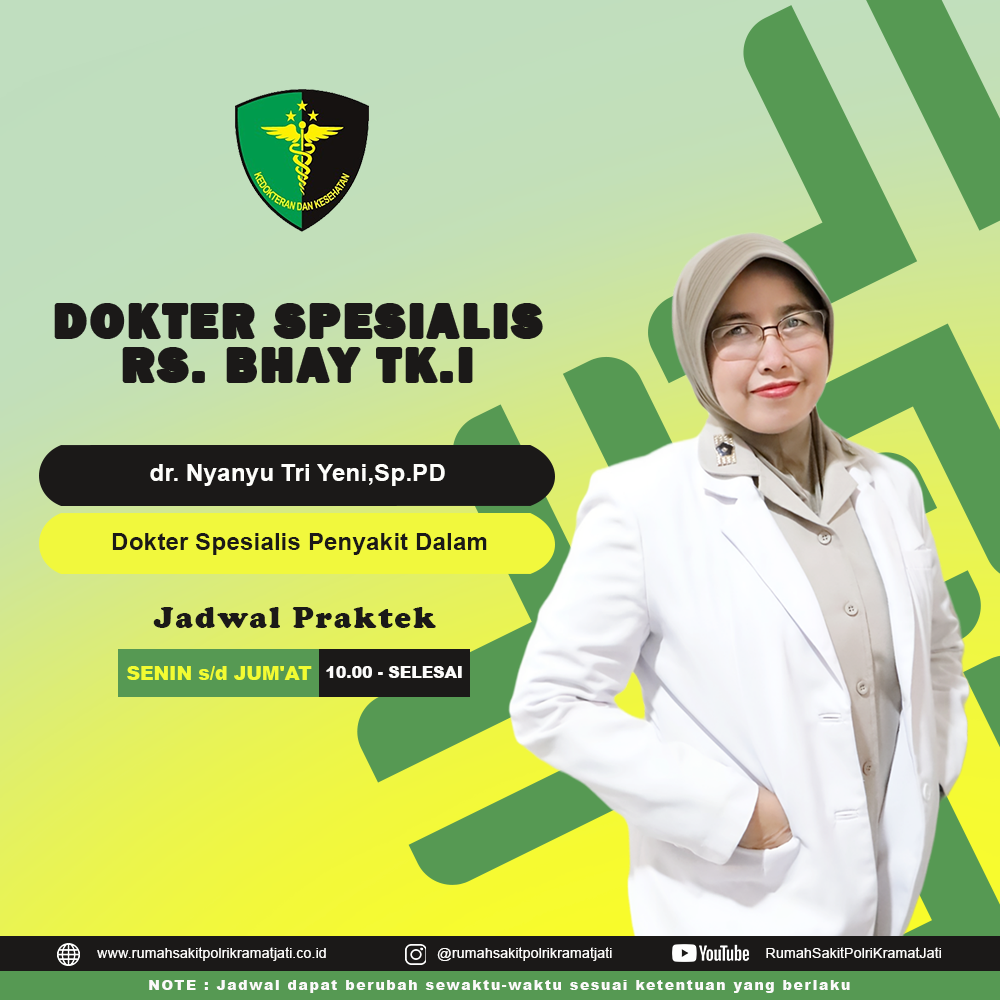 KEDOKTERAN DAN KESEHATAN
DOKTER SPESIALIS
RS. BHAY TK.I
dr. Nyanyu Tri Yeni,Sp.PD
Dokter Spesialis Penyakit Dalam
Jadwal Praktek
SENIN s/d JUM'AT 10.00 - SELESAI
www.rumahsakitpolrikramatjati.co.id @rumahsakitpolrikramatjati YouTube RumahSakitPolriKramatJati
NOTE : Jadwal dapat berubah sewaktu-waktu sesuai ketentuan yang berlaku